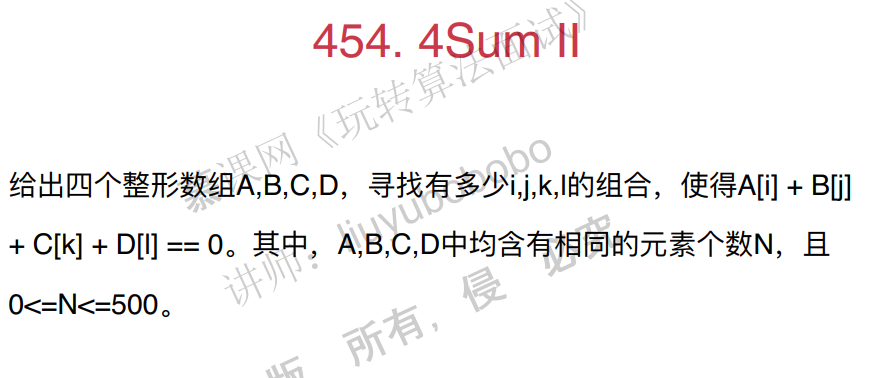 454. 4Sum II
慕课网《玩转算法面试》
给出四个整形数组A,B,C,D，寻找有多少i,j,k,l的组合，使得A[i] + B[j]
+ C[k] + D[l] == 0。其中，A,B,C,D中均含有相同的元素个数N，且
0<=N<=500。
讲师：liuyubobobo
版 所有，侵 必究